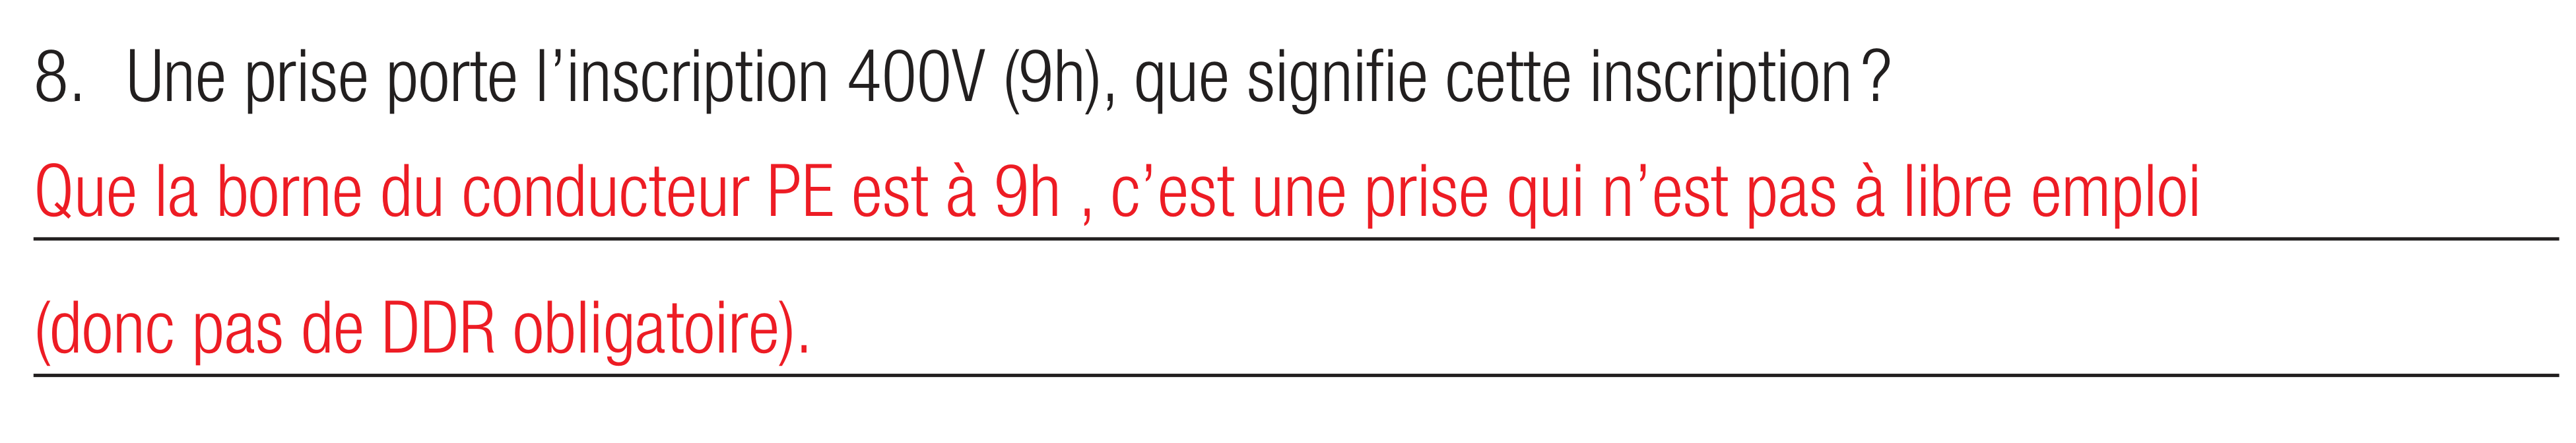 8. Une prise porte l’inscription 400V (9h), que signifie cette inscription ?
Que la borne du conducteur PE est à 9h , c’est une prise qui n’est pas à libre emploi
(donc pas de DDR obligatoire).